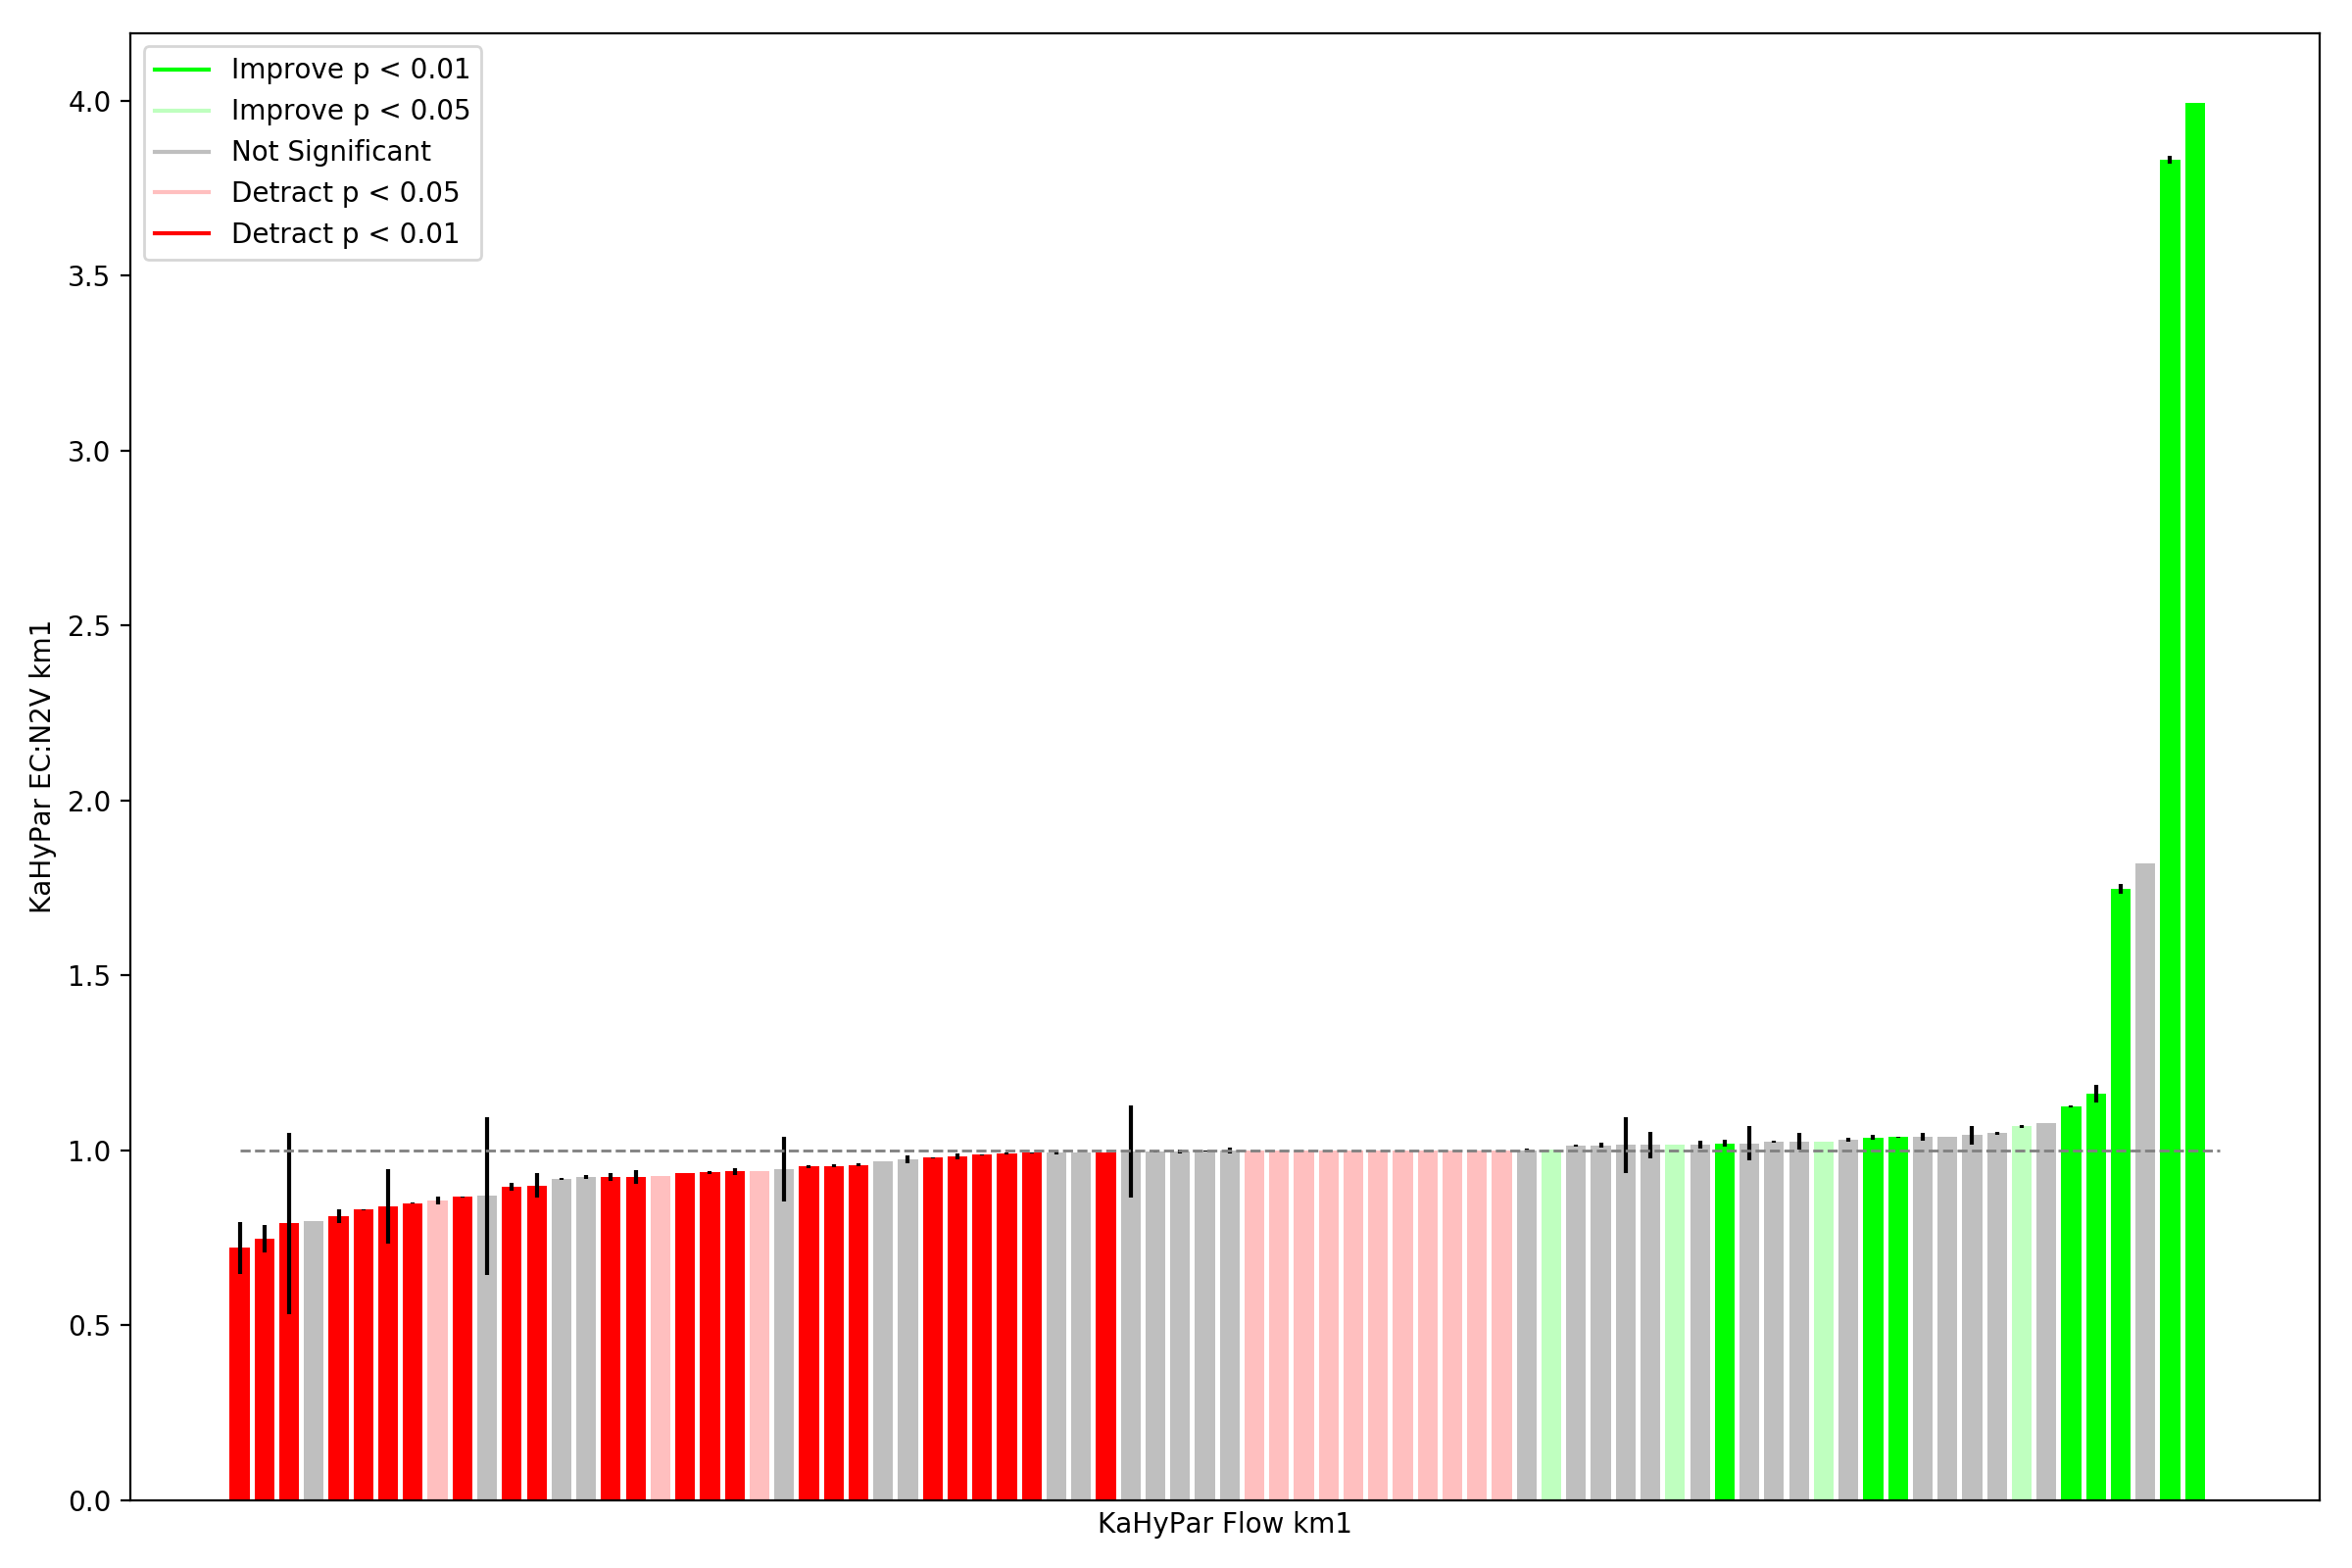 Improve p < 0.01
Improve p < 0.05
Not Significant
Detract p < 0.05
Detract p < 0.01
4.0
3.5
3.0
2.5
2.0
1.5
1.0
0.5
0.0
KaHyPar EC:N2V km1
KaHyPar Flow km1